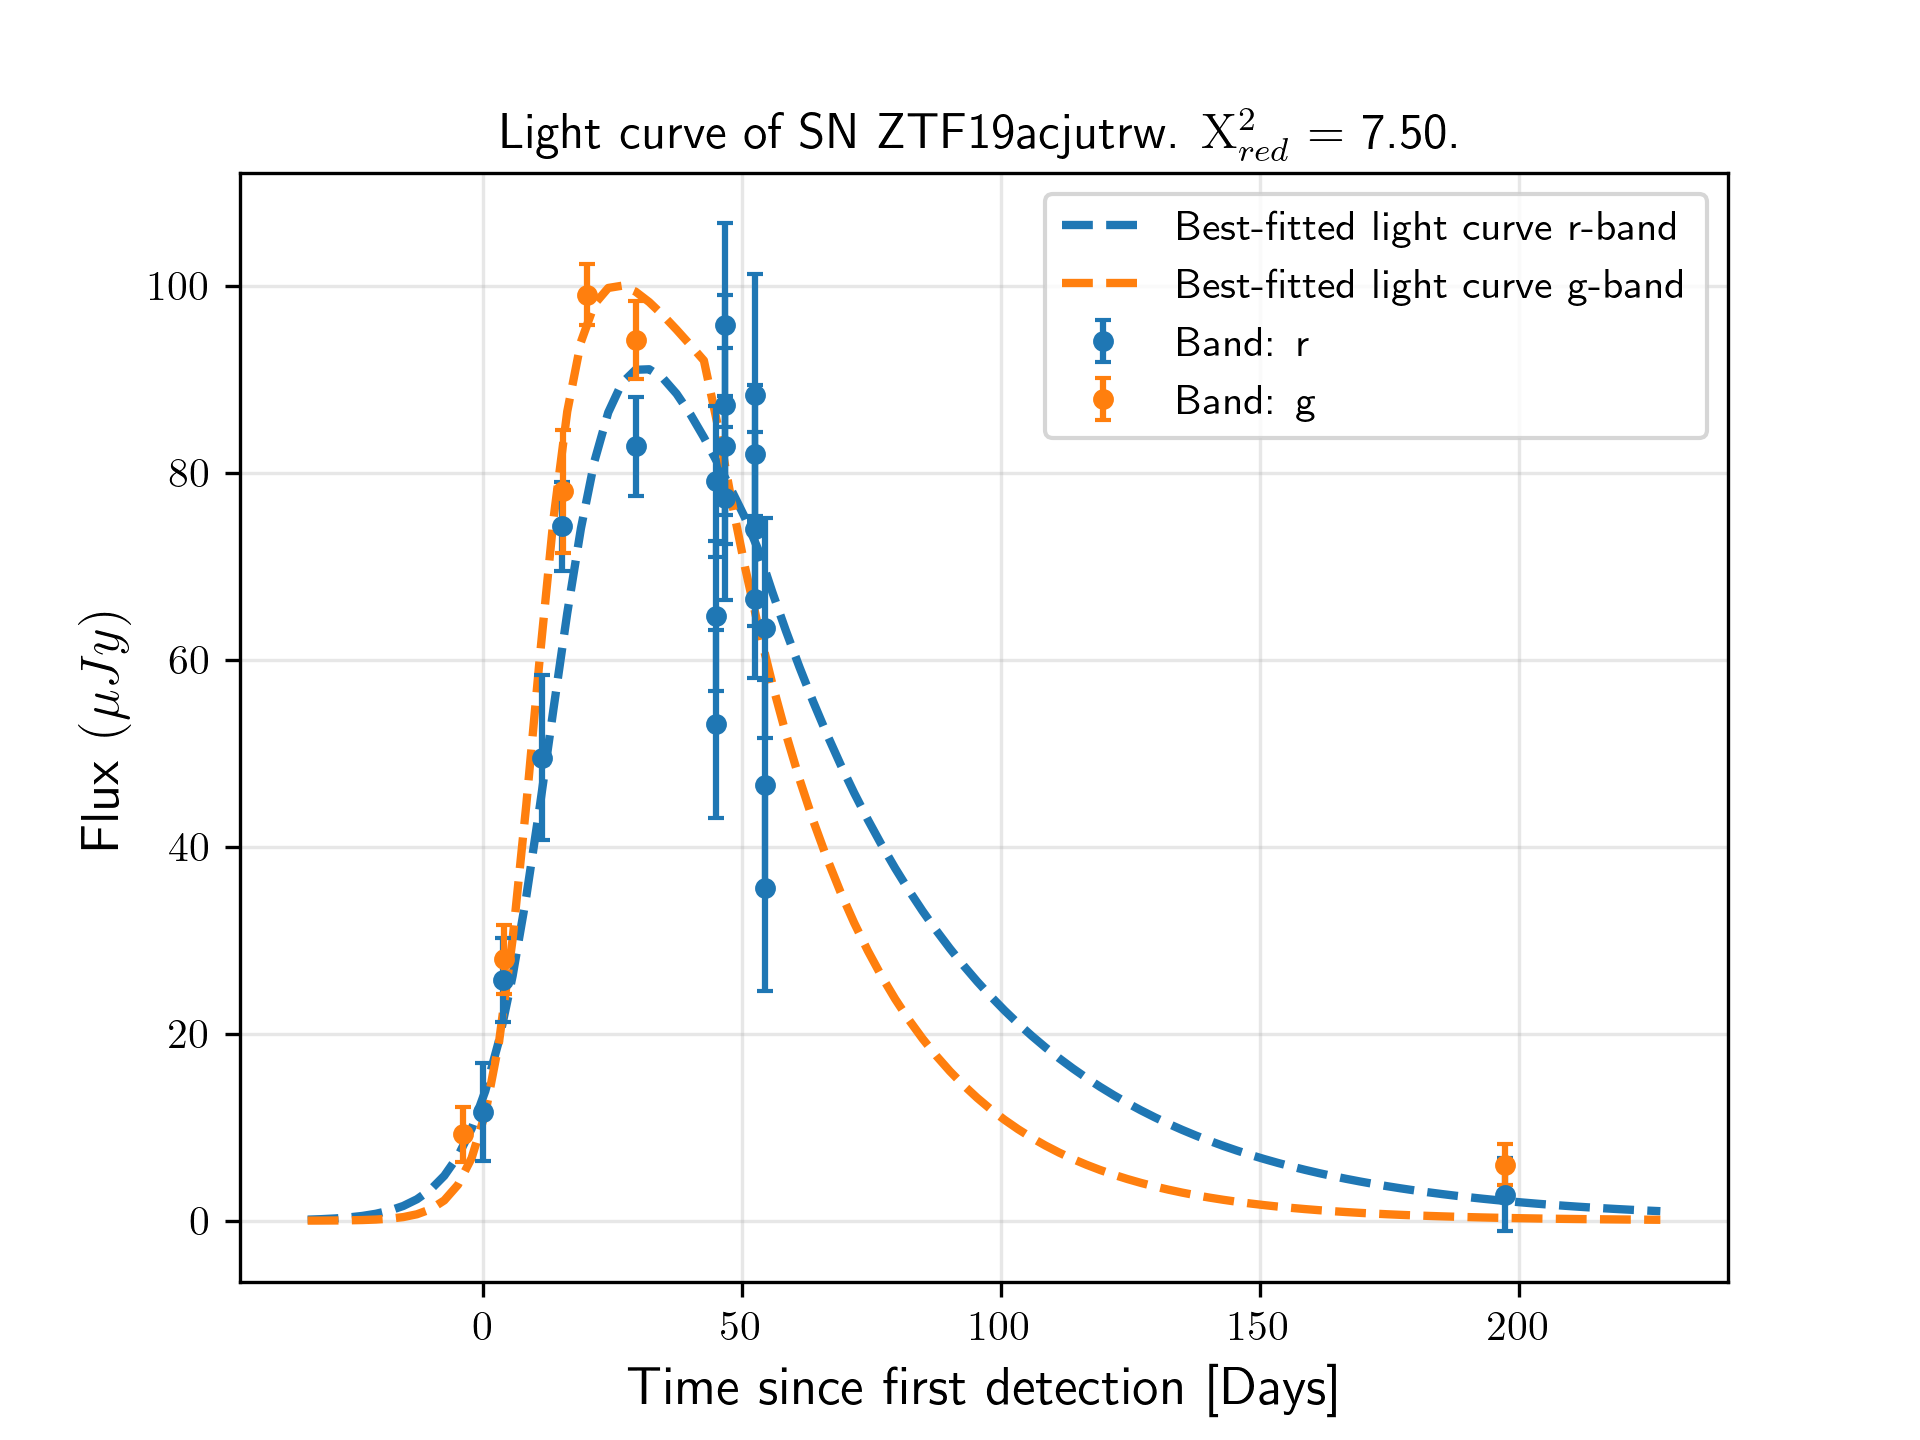 Light curve of SN ZTF19acjutrw. X²_red = 7.50.
Best-fitted light curve r-band
Best-fitted light curve g-band
Band: r
Band: g
Flux (μJy)
100
80
60
40
20
0
0 50 100 150 200
Time since first detection [Days]